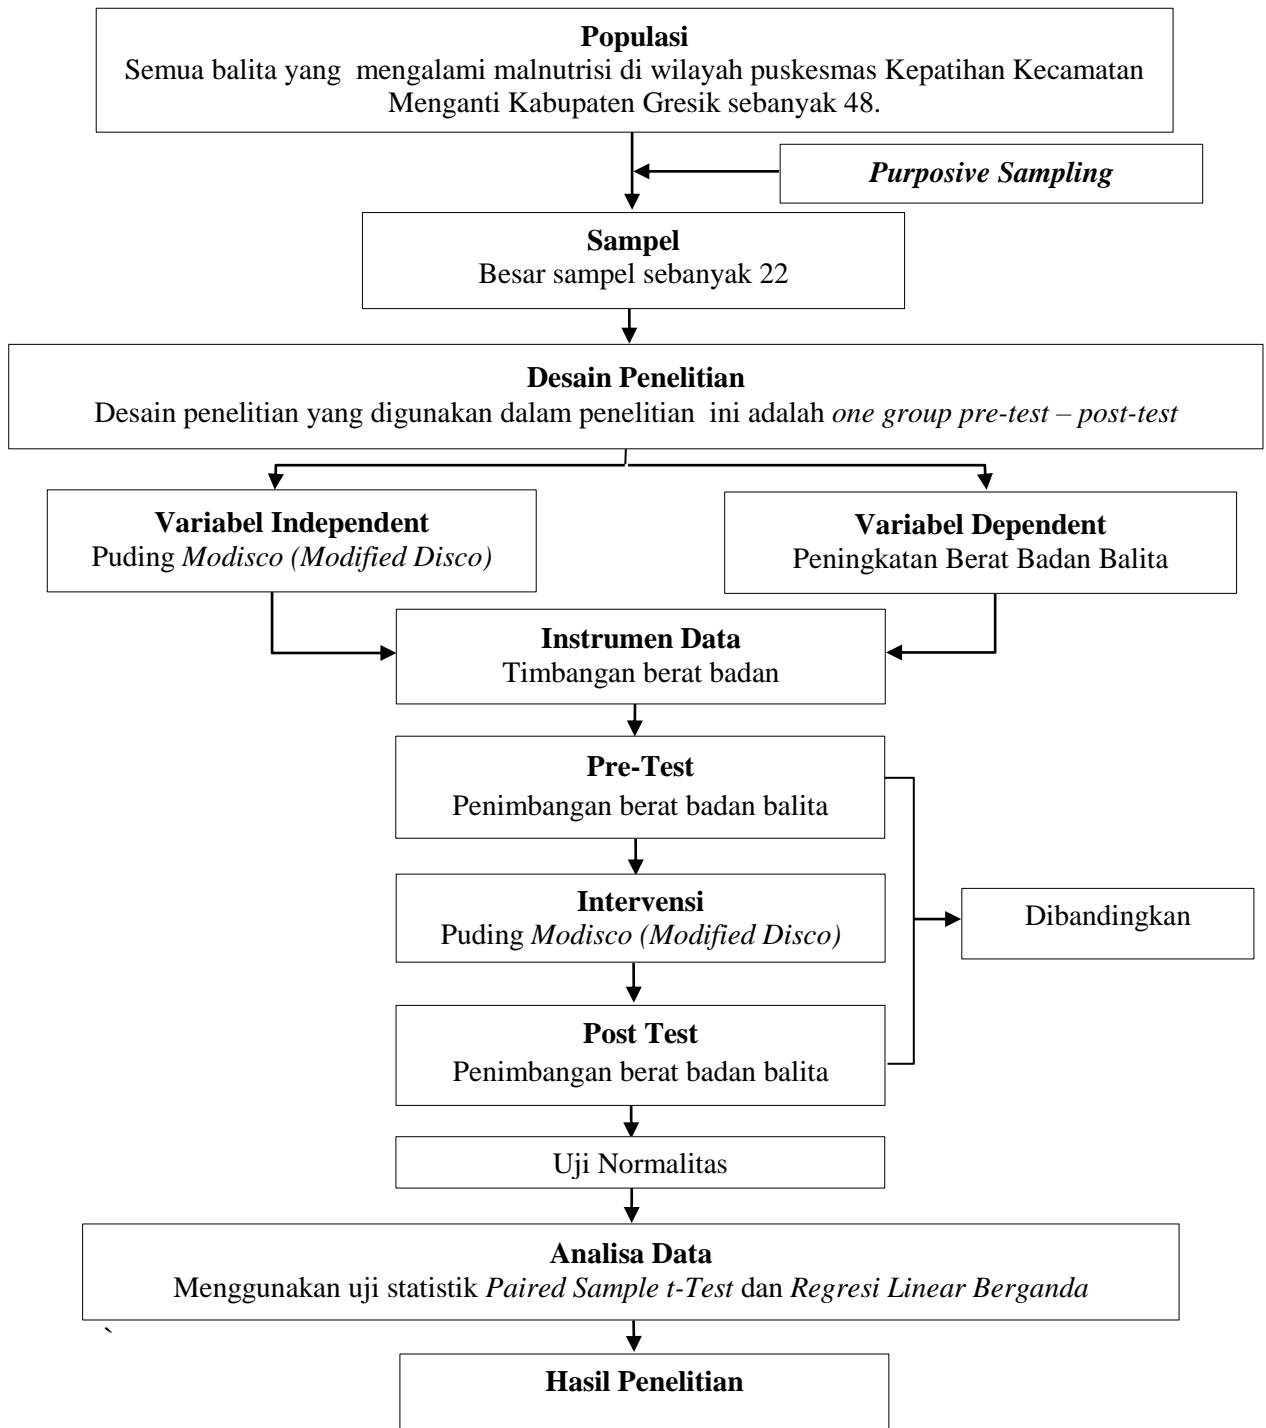 Populasi
Semua balita yang mengalami malnutrisi di wilayah puskesmas Kepatihan Kecamatan
Menganti Kabupaten Gresik sebanyak 48.
Purposive Sampling
Sampel
Besar sampel sebanyak 22
Desain Penelitian
Desain penelitian yang digunakan dalam penelitian ini adalah one group pre-test – post-test
Variabel Independent
Puding Modisco (Modified Disco)
Variabel Dependent
Peningkatan Berat Badan Balita
Instrumen Data
Timbangan berat badan
Pre-Test
Penimbangan berat badan balita
Intervensi
Puding Modisco (Modified Disco)
Dibandingkan
Post Test
Penimbangan berat badan balita
Uji Normalitas
Analisa Data
Menggunakan uji statistik Paired Sample t-Test dan Regresi Linear Berganda
`
Hasil Penelitian